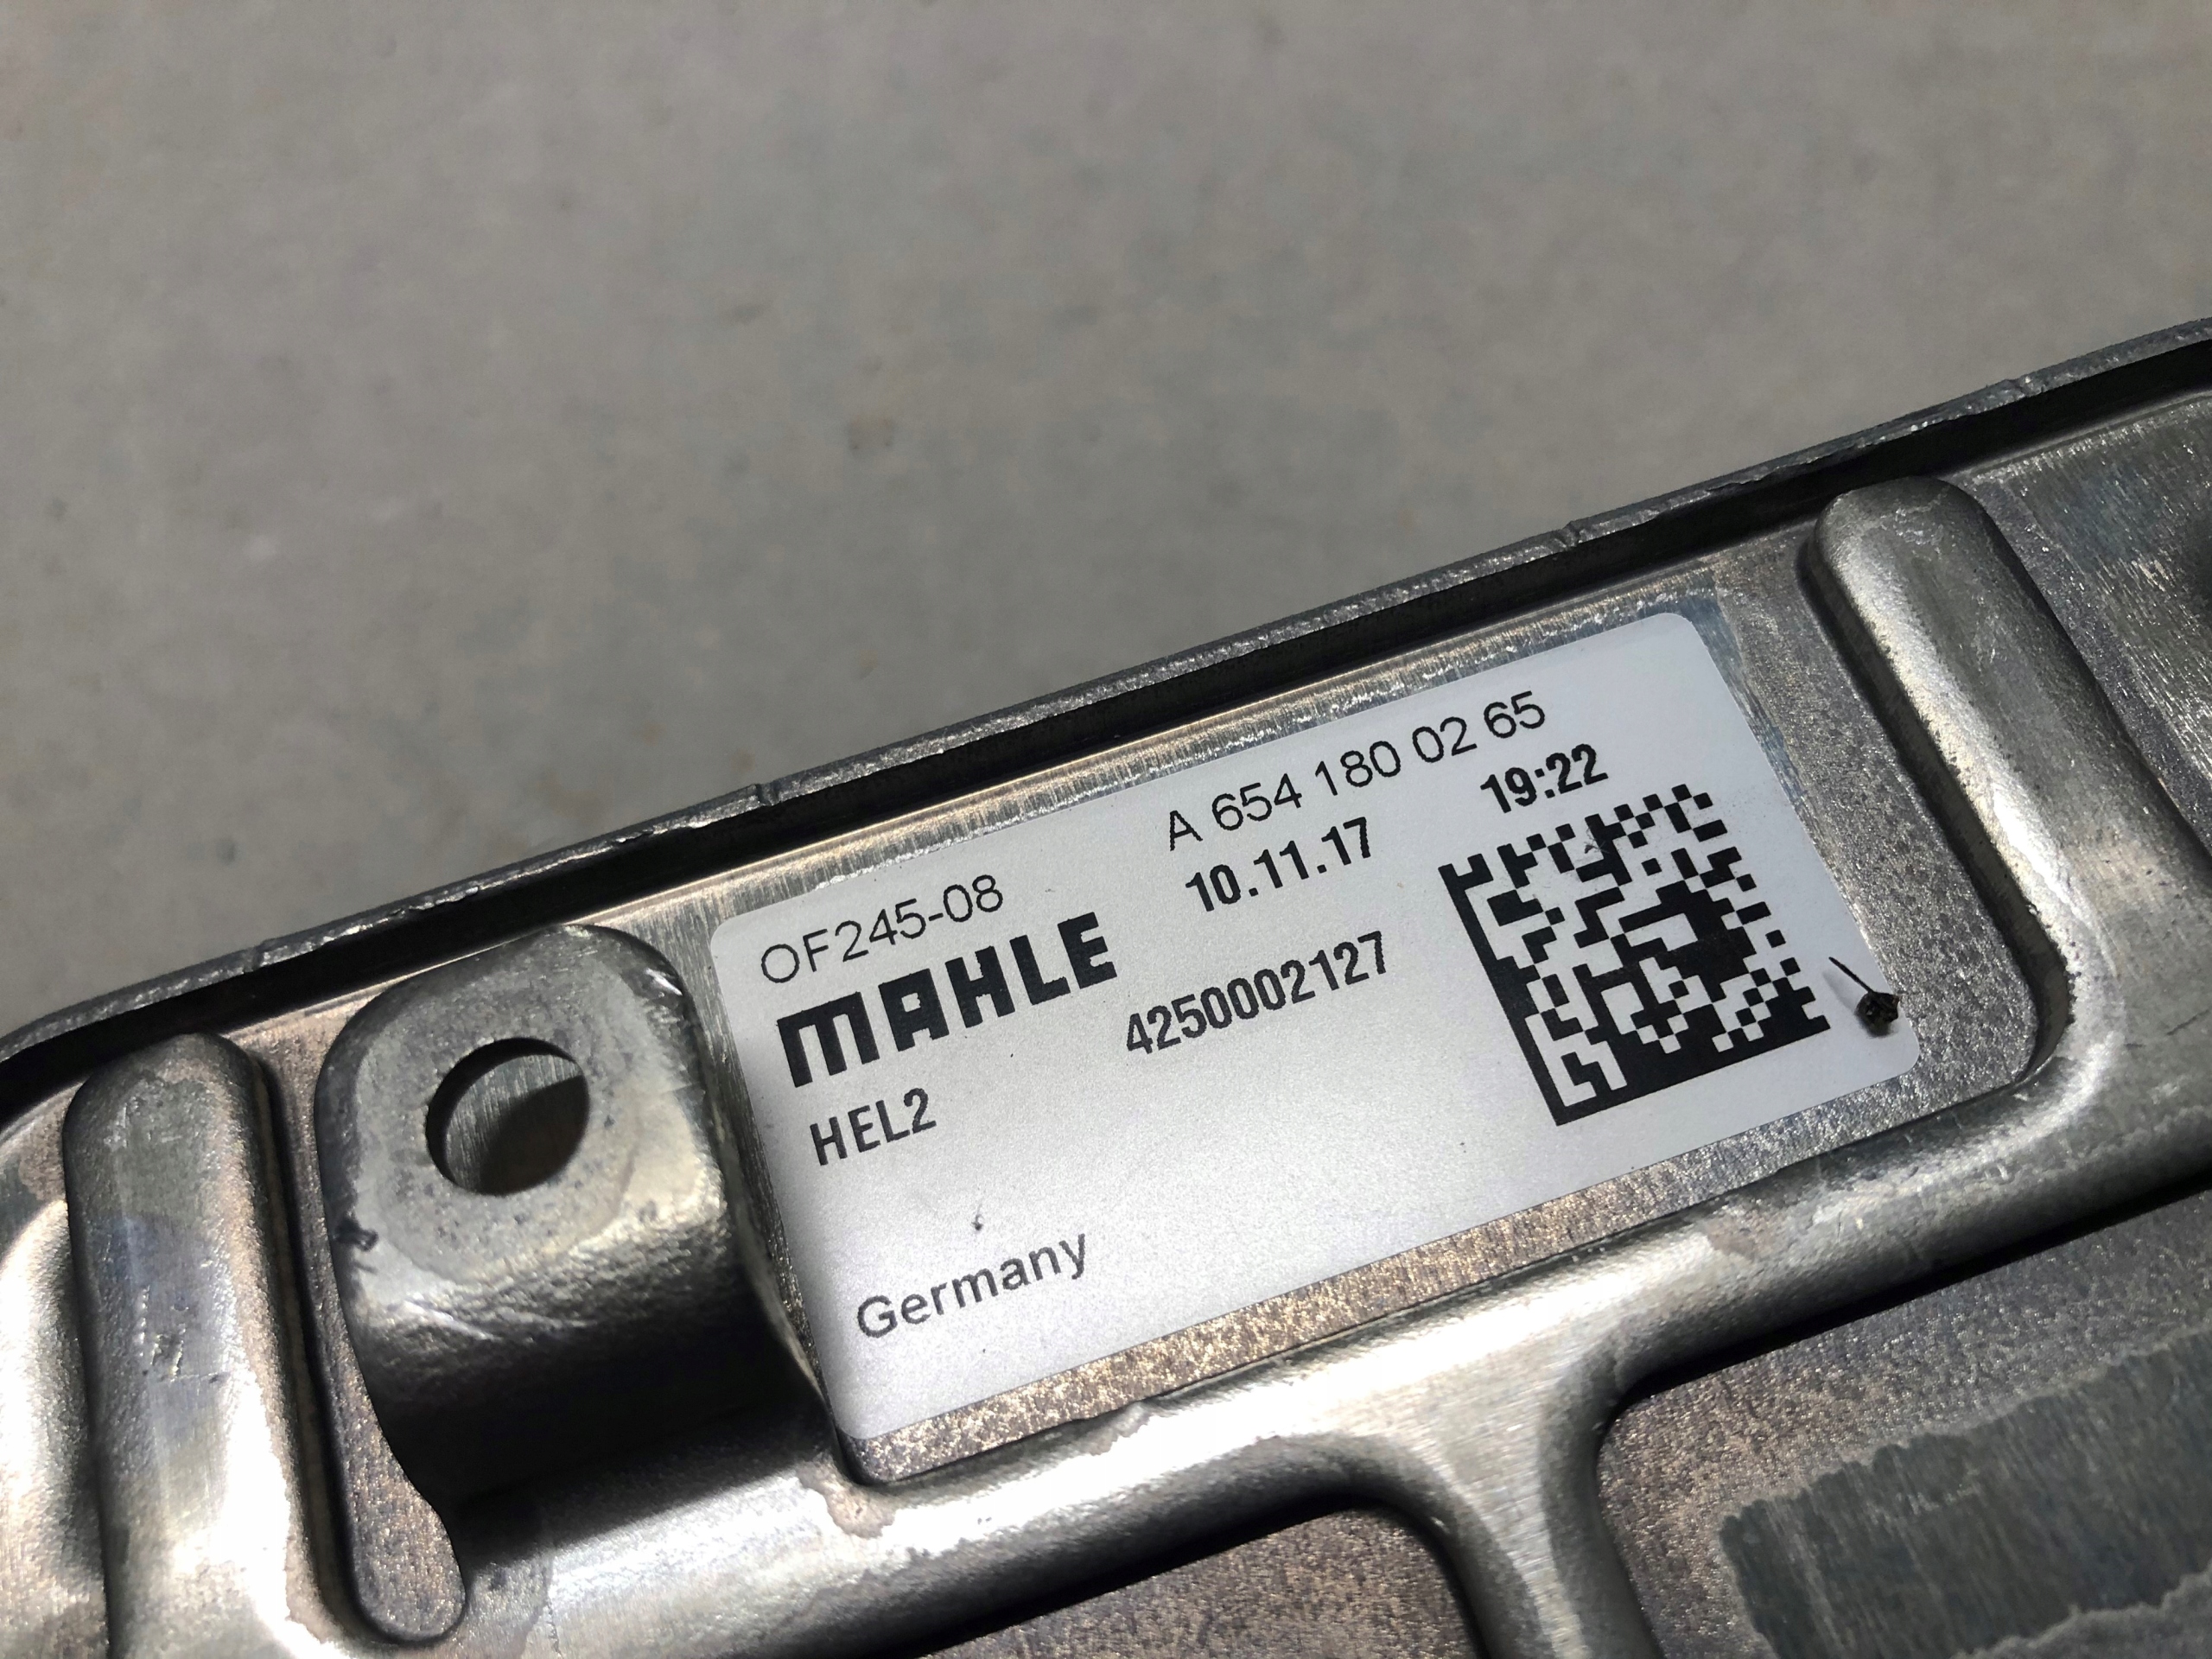 OF245-08 A 654 180 02 65
MAHLE 10.11.17 19:22
HEL2 4250002127
Germany